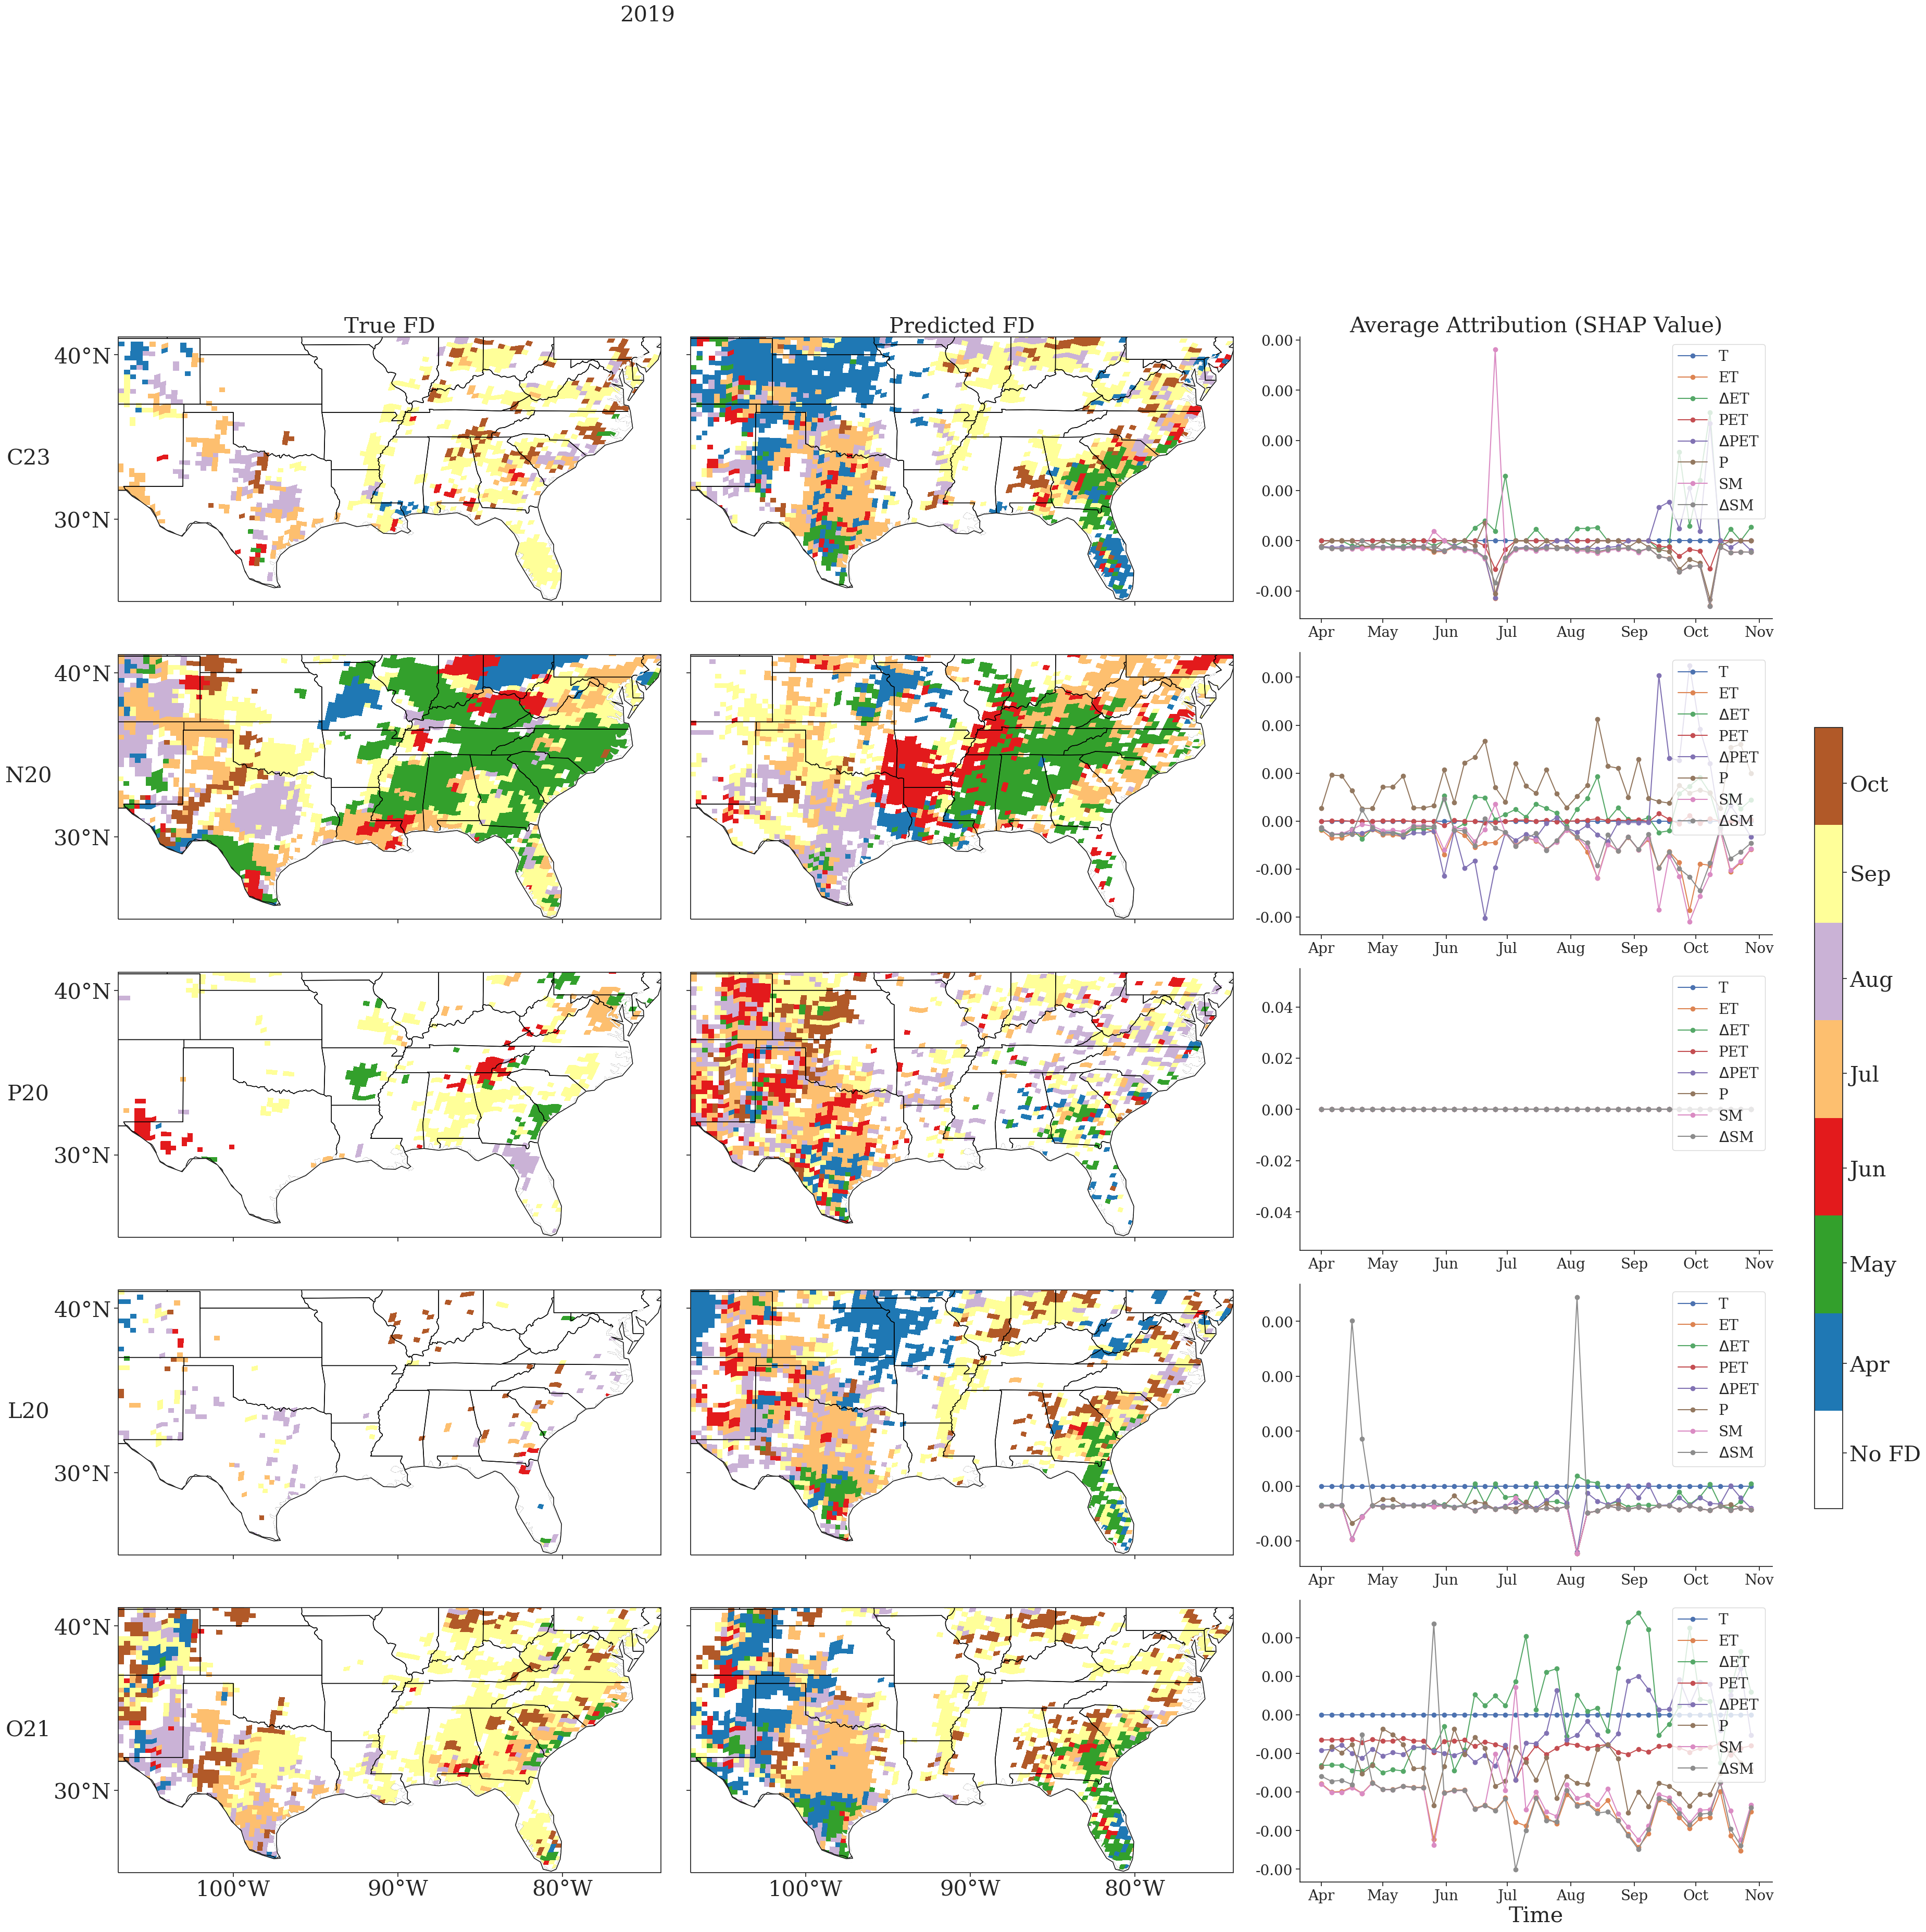 2019
True FD
Predicted FD
Average Attribution (SHAP Value)
C23
40°N
30°N
0.00
0.00
0.00
0.00
0.00
-0.00
T
ET
ΔET
PET
ΔPET
P
SM
ΔSM
Apr
May
Jun
Jul
Aug
Sep
Oct
Nov
N20
40°N
30°N
0.00
0.00
0.00
0.00
-0.00
-0.00
T
ET
ΔET
PET
ΔPET
P
SM
ΔSM
Apr
May
Jun
Jul
Aug
Sep
Oct
Nov
P20
40°N
30°N
0.04
0.02
0.00
-0.02
-0.04
T
ET
ΔET
PET
ΔPET
P
SM
ΔSM
Apr
May
Jun
Jul
Aug
Sep
Oct
Nov
L20
40°N
30°N
0.00
0.00
0.00
0.00
-0.00
T
ET
ΔET
PET
ΔPET
P
SM
ΔSM
Apr
May
Jun
Jul
Aug
Sep
Oct
Nov
O21
40°N
30°N
100°W
90°W
80°W
100°W
90°W
80°W
0.00
0.00
0.00
-0.00
-0.00
-0.00
-0.00
T
ET
ΔET
PET
ΔPET
P
SM
ΔSM
Apr
May
Jun
Jul
Aug
Sep
Oct
Nov
Time
Oct
Sep
Aug
Jul
Jun
May
Apr
No FD